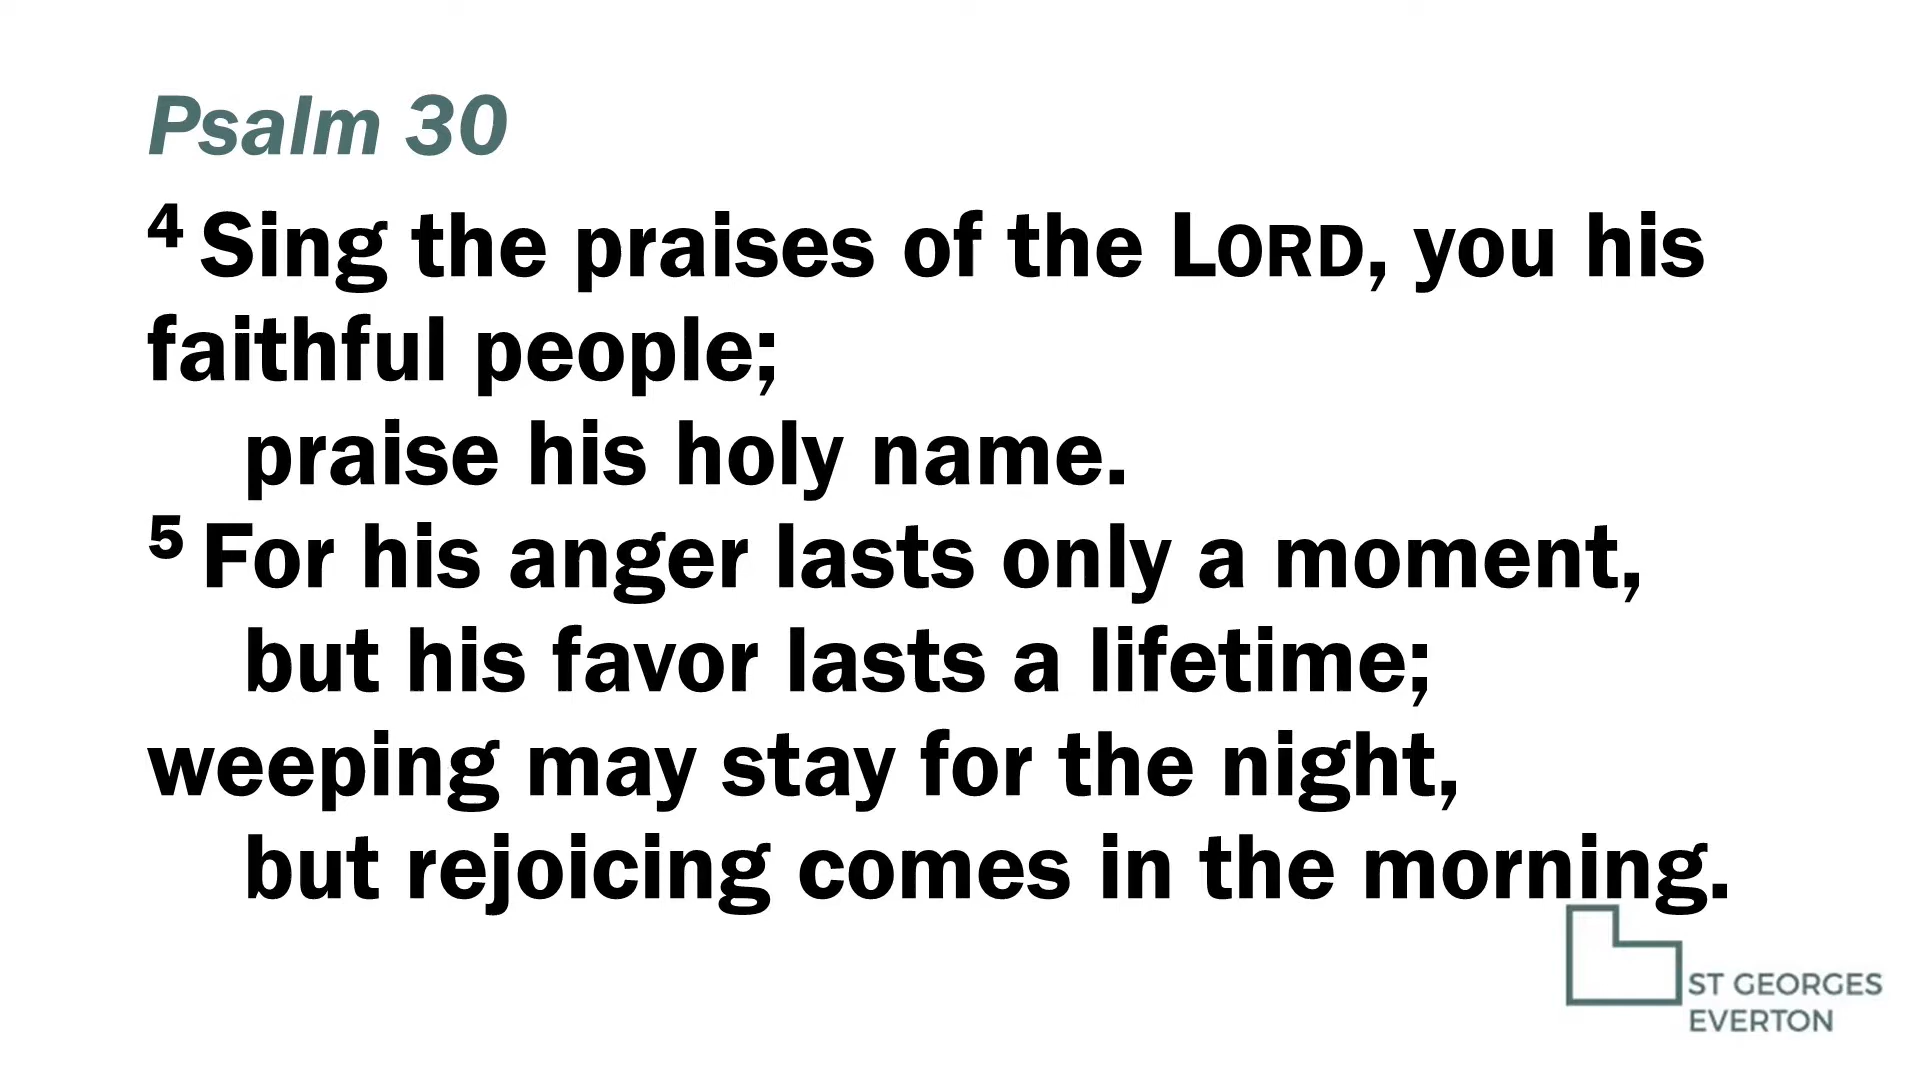 Psalm 30
4 Sing the praises of the LORD, you his
faithful people;
praise his holy name.
5 For his anger lasts only a moment,
but his favor lasts a lifetime;
weeping may stay for the night,
but rejoicing comes in the morning.
ST GEORGES
EVERTON